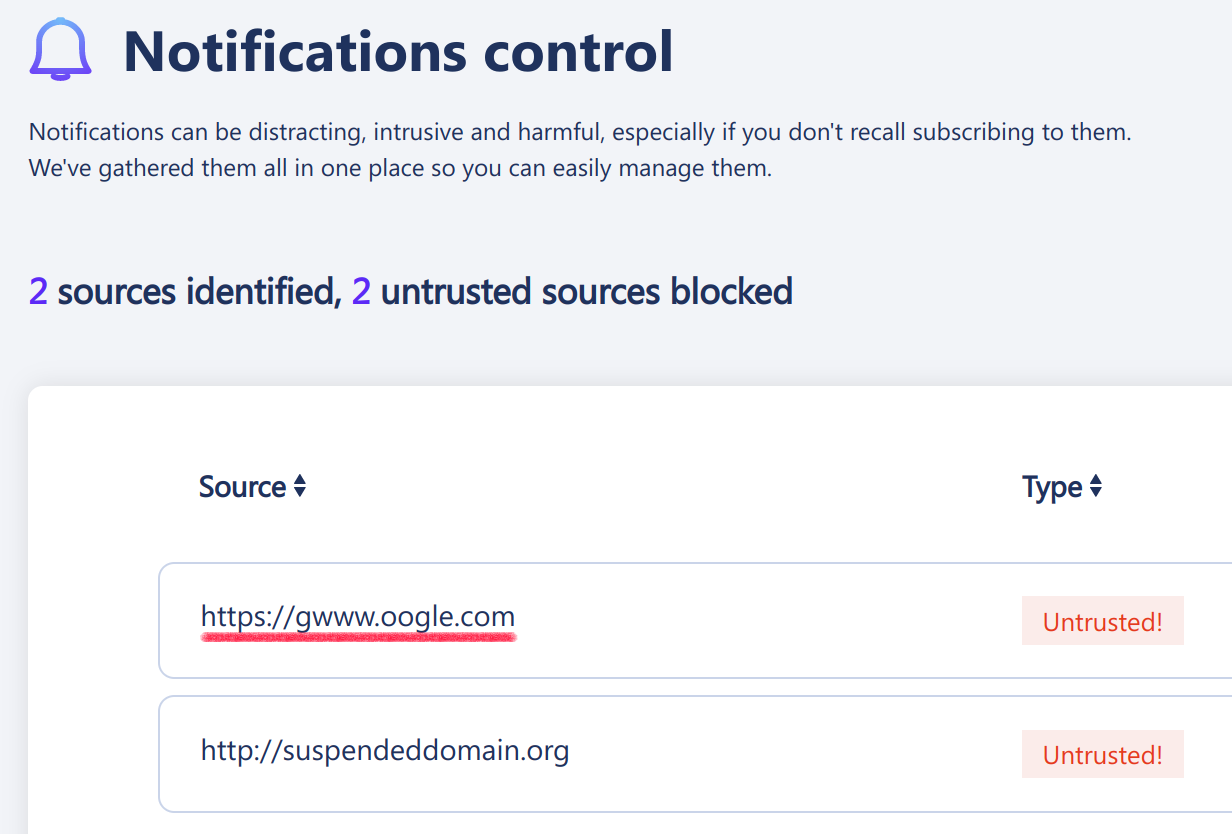 Notifications control
Notifications can be distracting, intrusive and harmful, especially if you don't recall subscribing to them.
We've gathered them all in one place so you can easily manage them.
2 sources identified, 2 untrusted sources blocked
Source Type
https://gwww.oogle.com Untrusted!
http://suspendeddomain.org Untrusted!